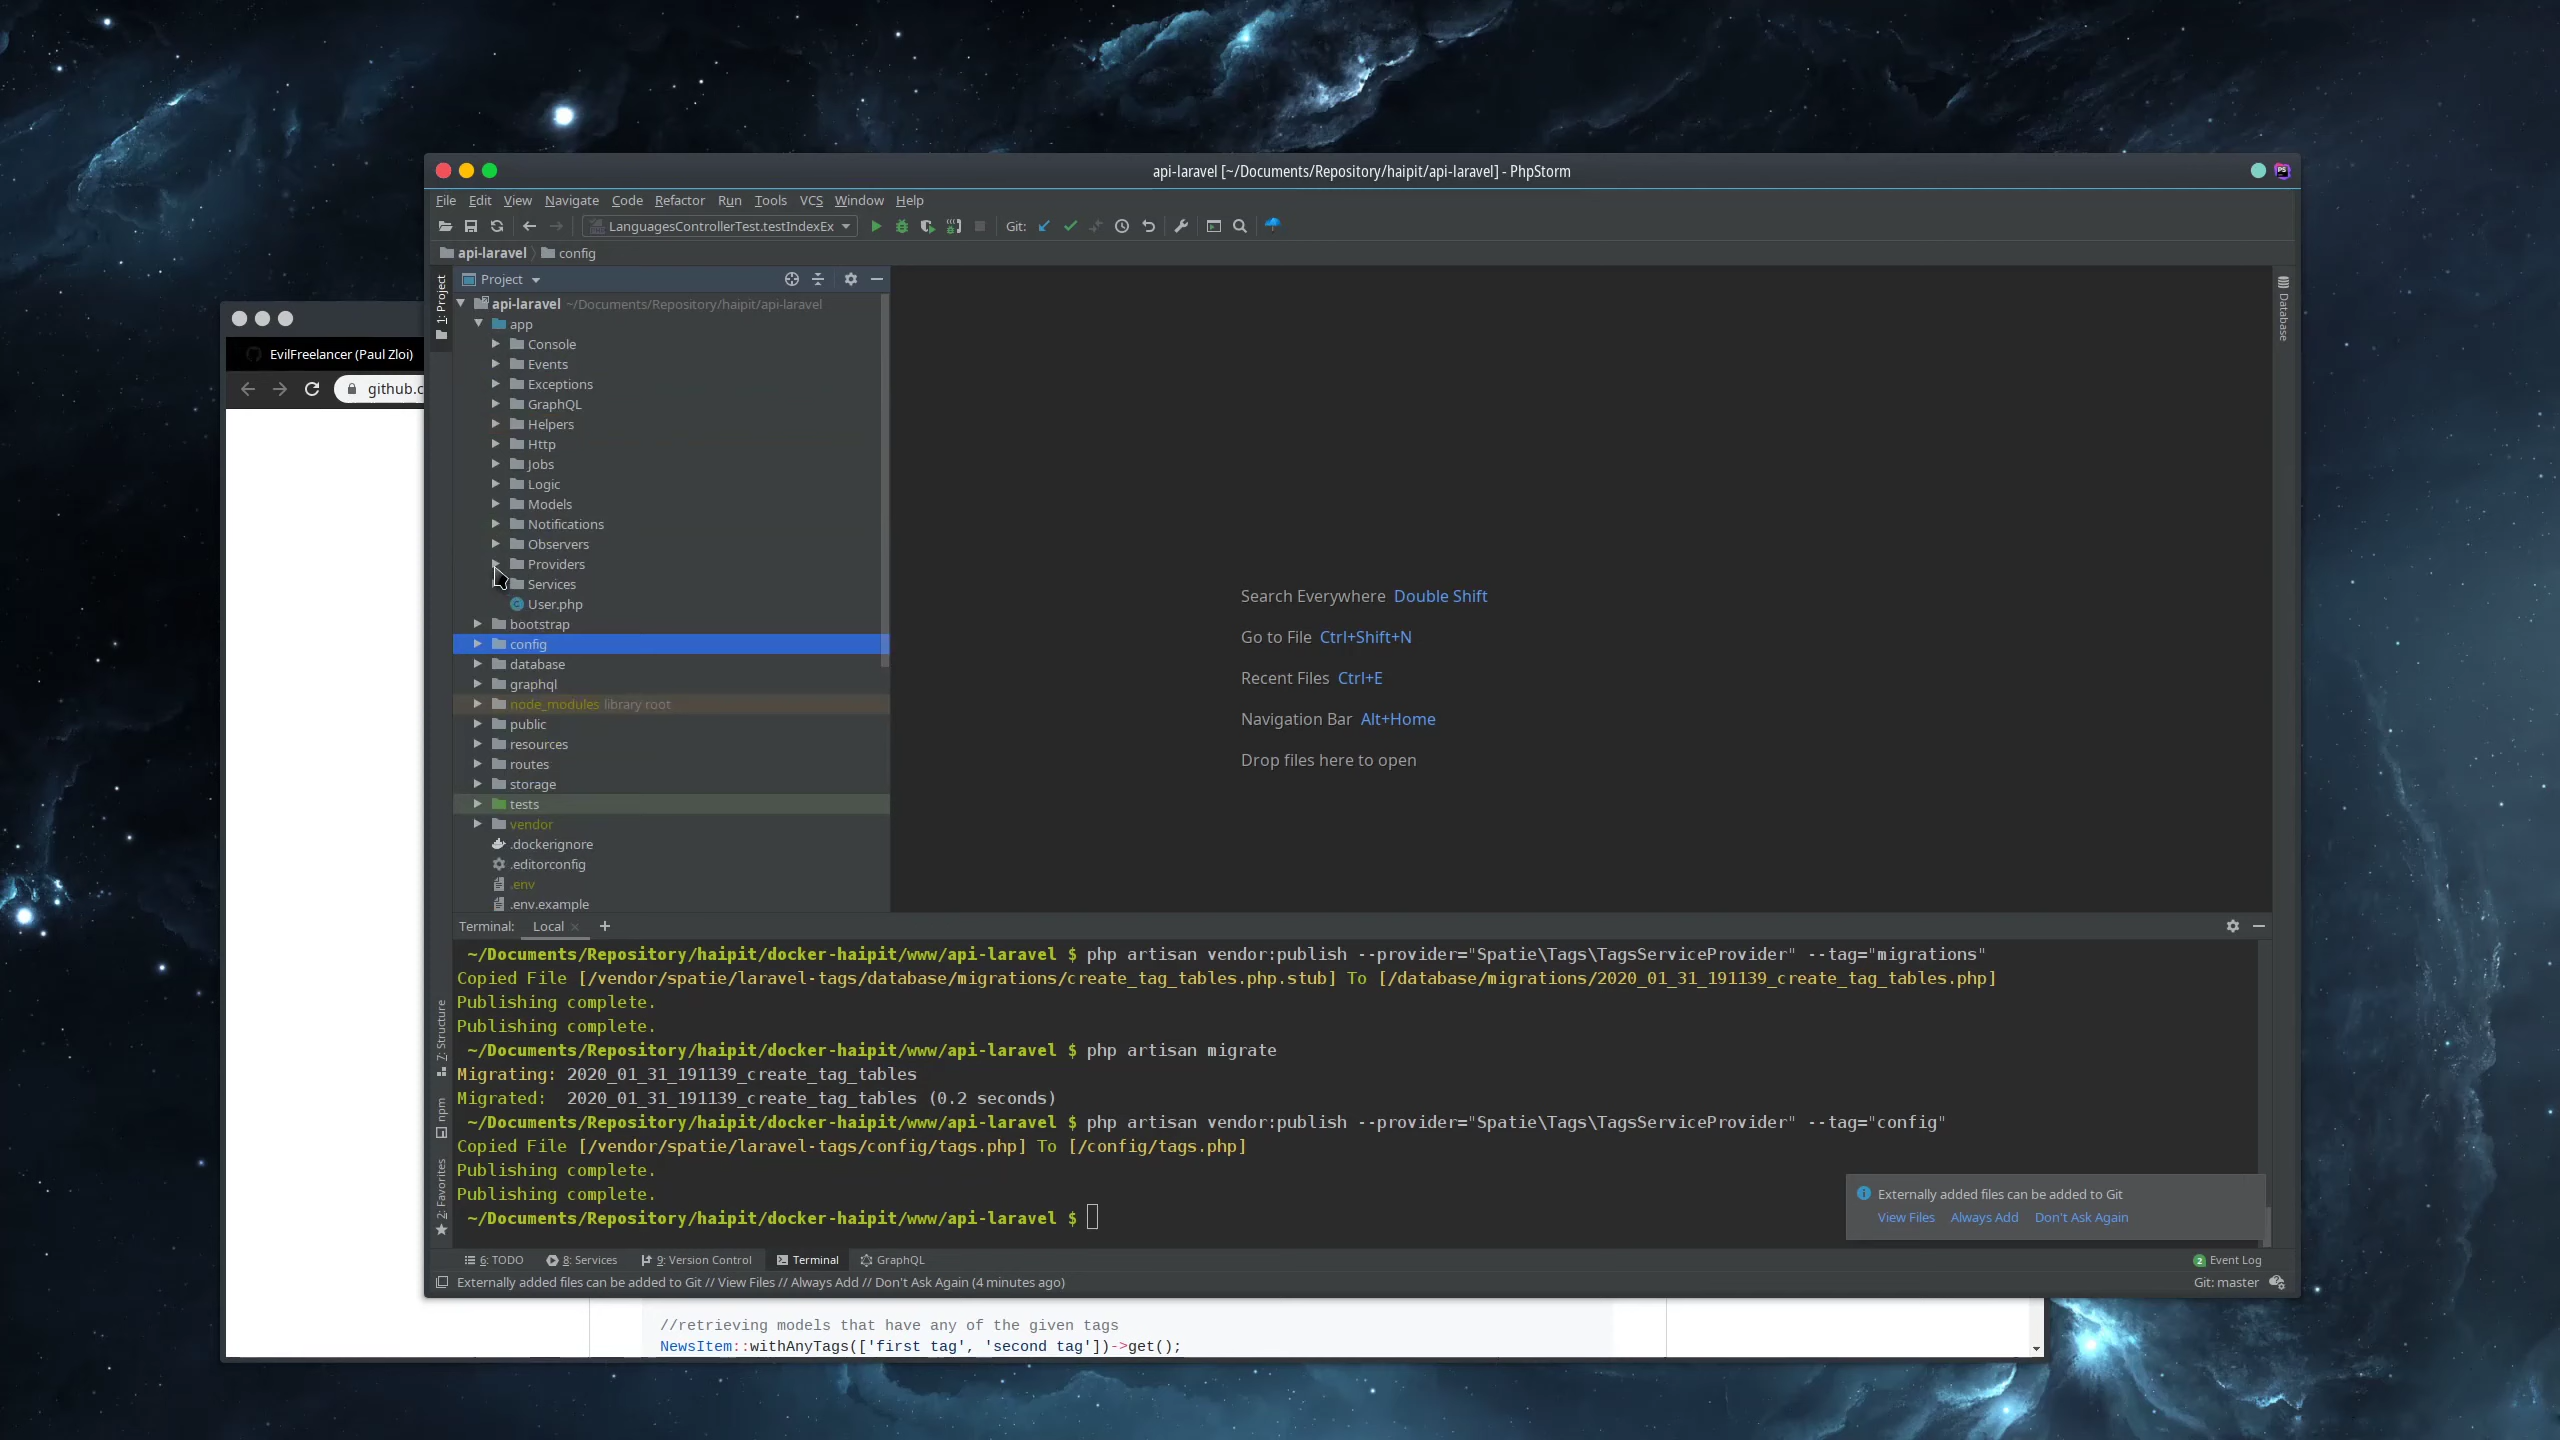 api-laravel [~/Documents/Repository/haipit/api-laravel] - PhpStorm
File Edit View Navigate Code Refactor Run Tools VCS Window Help
LanguagesControllerTest.testIndexEx
Git:
api-laravel
config
1: Project
Project
Database
api-laravel ~/Documents/Repository/haipit/api-laravel
app
Console
Events
Exceptions
GraphQL
Helpers
Http
Jobs
Logic
Models
Notifications
Observers
Providers
Services
User.php
bootstrap
config
database
graphql
node_modules library root
public
resources
routes
storage
tests
vendor
.dockerignore
.editorconfig
.env
.env.example
EvilFreelancer (Paul Zloi)
github.c
Search Everywhere Double Shift
Go to File Ctrl+Shift+N
Recent Files Ctrl+E
Navigation Bar Alt+Home
Drop files here to open
Terminal: Local
7: Structure
npm
2: Favorites
~/Documents/Repository/haipit/docker-haipit/www/api-laravel $ php artisan vendor:publish --provider="Spatie\Tags\TagsServiceProvider" --tag="migrations"
Copied File [/vendor/spatie/laravel-tags/database/migrations/create_tag_tables.php.stub] To [/database/migrations/2020_01_31_191139_create_tag_tables.php]
Publishing complete.
Publishing complete.
~/Documents/Repository/haipit/docker-haipit/www/api-laravel $ php artisan migrate
Migrating: 2020_01_31_191139_create_tag_tables
Migrated:  2020_01_31_191139_create_tag_tables (0.2 seconds)
~/Documents/Repository/haipit/docker-haipit/www/api-laravel $ php artisan vendor:publish --provider="Spatie\Tags\TagsServiceProvider" --tag="config"
Copied File [/vendor/spatie/laravel-tags/config/tags.php] To [/config/tags.php]
Publishing complete.
Publishing complete.
~/Documents/Repository/haipit/docker-haipit/www/api-laravel $
Externally added files can be added to Git
View Files Always Add Don't Ask Again
6: TODO 8: Services 9: Version Control Terminal GraphQL
2 Event Log
Externally added files can be added to Git // View Files // Always Add // Don't Ask Again (4 minutes ago)
Git: master
//retrieving models that have any of the given tags
NewsItem::withAnyTags(['first tag', 'second tag'])->get();